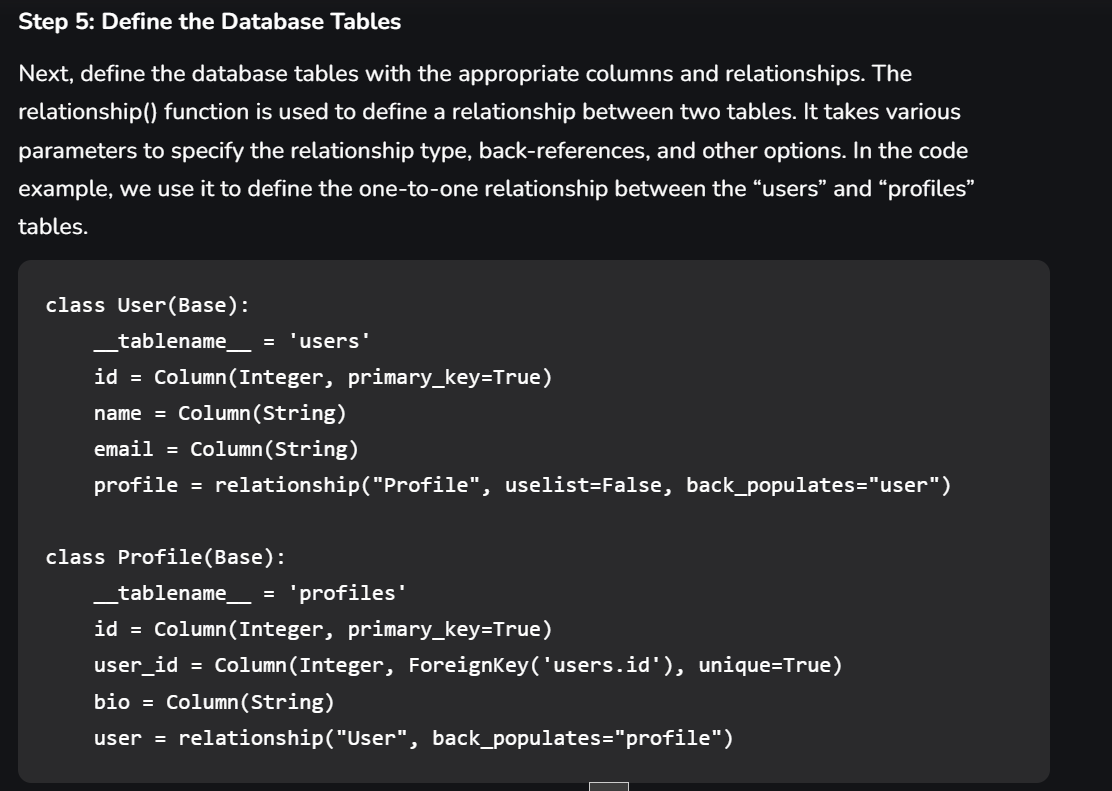 Step 5: Define the Database Tables
Next, define the database tables with the appropriate columns and relationships. The
relationship() function is used to define a relationship between two tables. It takes various
parameters to specify the relationship type, back-references, and other options. In the code
example, we use it to define the one-to-one relationship between the “users” and “profiles”
tables.
class User(Base):
    __tablename__ = 'users'
    id = Column(Integer, primary_key=True)
    name = Column(String)
    email = Column(String)
    profile = relationship("Profile", uselist=False, back_populates="user")
class Profile(Base):
    __tablename__ = 'profiles'
    id = Column(Integer, primary_key=True)
    user_id = Column(Integer, ForeignKey('users.id'), unique=True)
    bio = Column(String)
    user = relationship("User", back_populates="profile")